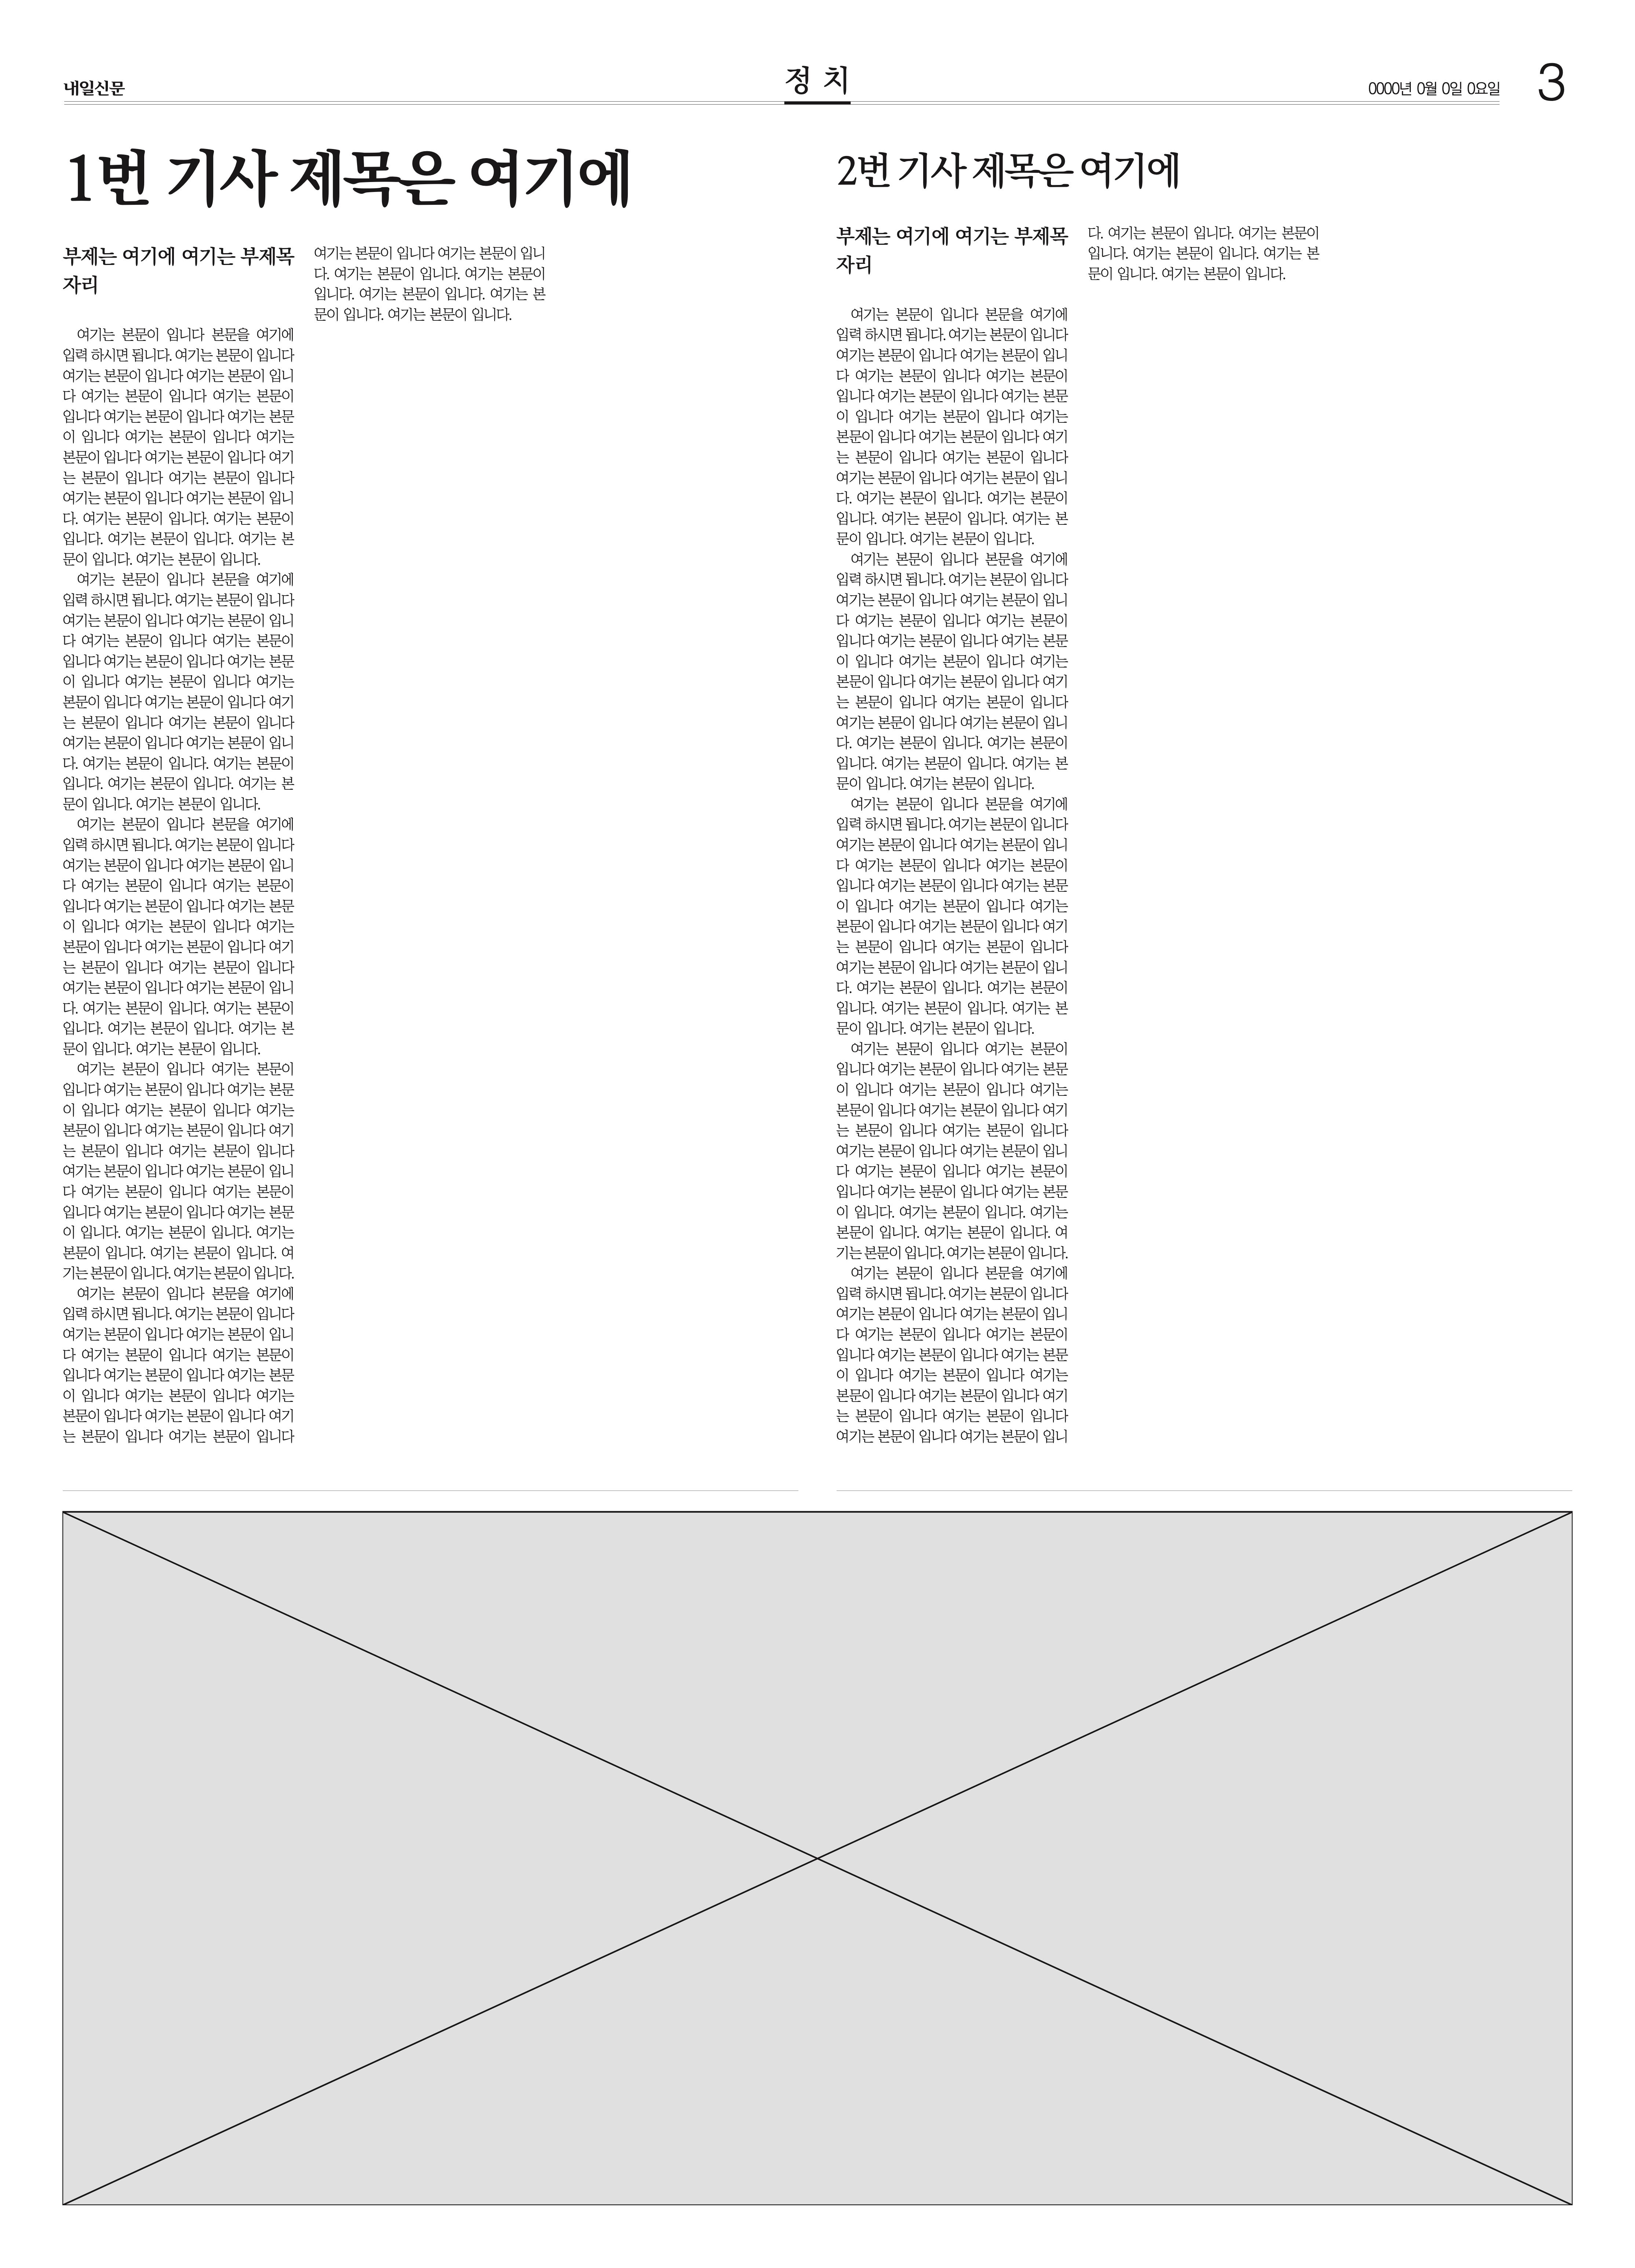 내일신문
정 치
0000년 0월 0일 0요일
3
1번 기사 제목은 여기에
부제는 여기에 여기는 부제목
자리
여기는 본문이 입니다 본문을 여기에
입력 하시면 됩니다. 여기는 본문이 입니다
여기는 본문이 입니다 여기는 본문이 입니
다 여기는 본문이 입니다 여기는 본문이
입니다 여기는 본문이 입니다 여기는 본문
이 입니다 여기는 본문이 입니다 여기는
본문이 입니다 여기는 본문이 입니다 여기
는 본문이 입니다 여기는 본문이 입니다
여기는 본문이 입니다 여기는 본문이 입니
다. 여기는 본문이 입니다. 여기는 본문이
입니다. 여기는 본문이 입니다. 여기는 본
문이 입니다. 여기는 본문이 입니다.
여기는 본문이 입니다 본문을 여기에
입력 하시면 됩니다. 여기는 본문이 입니다
여기는 본문이 입니다 여기는 본문이 입니
다 여기는 본문이 입니다 여기는 본문이
입니다 여기는 본문이 입니다 여기는 본문
이 입니다 여기는 본문이 입니다 여기는
본문이 입니다 여기는 본문이 입니다 여기
는 본문이 입니다 여기는 본문이 입니다
여기는 본문이 입니다 여기는 본문이 입니
다. 여기는 본문이 입니다. 여기는 본문이
입니다. 여기는 본문이 입니다. 여기는 본
문이 입니다. 여기는 본문이 입니다.
여기는 본문이 입니다 본문을 여기에
입력 하시면 됩니다. 여기는 본문이 입니다
여기는 본문이 입니다 여기는 본문이 입니
다 여기는 본문이 입니다 여기는 본문이
입니다 여기는 본문이 입니다 여기는 본문
이 입니다 여기는 본문이 입니다 여기는
본문이 입니다 여기는 본문이 입니다 여기
는 본문이 입니다 여기는 본문이 입니다
여기는 본문이 입니다 여기는 본문이 입니
다. 여기는 본문이 입니다. 여기는 본문이
입니다. 여기는 본문이 입니다. 여기는 본
문이 입니다. 여기는 본문이 입니다.
여기는 본문이 입니다 여기는 본문이
입니다 여기는 본문이 입니다 여기는 본문
이 입니다 여기는 본문이 입니다 여기는
본문이 입니다 여기는 본문이 입니다 여기
는 본문이 입니다 여기는 본문이 입니다
여기는 본문이 입니다 여기는 본문이 입니
다 여기는 본문이 입니다 여기는 본문이
입니다 여기는 본문이 입니다 여기는 본문
이 입니다. 여기는 본문이 입니다. 여기는
본문이 입니다. 여기는 본문이 입니다. 여
기는 본문이 입니다. 여기는 본문이 입니다.
여기는 본문이 입니다 본문을 여기에
입력 하시면 됩니다. 여기는 본문이 입니다
여기는 본문이 입니다 여기는 본문이 입니
다 여기는 본문이 입니다 여기는 본문이
입니다 여기는 본문이 입니다 여기는 본문
이 입니다 여기는 본문이 입니다 여기는
본문이 입니다 여기는 본문이 입니다 여기
는 본문이 입니다 여기는 본문이 입니다
여기는 본문이 입니다 여기는 본문이 입니
다. 여기는 본문이 입니다. 여기는 본문이
입니다. 여기는 본문이 입니다. 여기는 본
문이 입니다. 여기는 본문이 입니다.
2번 기사 제목은 여기에
부제는 여기에 여기는 부제목
자리
여기는 본문이 입니다 본문을 여기에
입력 하시면 됩니다. 여기는 본문이 입니다
여기는 본문이 입니다 여기는 본문이 입니
다 여기는 본문이 입니다 여기는 본문이
입니다 여기는 본문이 입니다 여기는 본문
이 입니다 여기는 본문이 입니다 여기는
본문이 입니다 여기는 본문이 입니다 여기
는 본문이 입니다 여기는 본문이 입니다
여기는 본문이 입니다 여기는 본문이 입니
다. 여기는 본문이 입니다. 여기는 본문이
입니다. 여기는 본문이 입니다. 여기는 본
문이 입니다. 여기는 본문이 입니다.
여기는 본문이 입니다 본문을 여기에
입력 하시면 됩니다. 여기는 본문이 입니다
여기는 본문이 입니다 여기는 본문이 입니
다 여기는 본문이 입니다 여기는 본문이
입니다 여기는 본문이 입니다 여기는 본문
이 입니다 여기는 본문이 입니다 여기는
본문이 입니다 여기는 본문이 입니다 여기
는 본문이 입니다 여기는 본문이 입니다
여기는 본문이 입니다 여기는 본문이 입니
다. 여기는 본문이 입니다. 여기는 본문이
입니다. 여기는 본문이 입니다. 여기는 본
문이 입니다. 여기는 본문이 입니다.
여기는 본문이 입니다 본문을 여기에
입력 하시면 됩니다. 여기는 본문이 입니다
여기는 본문이 입니다 여기는 본문이 입니
다 여기는 본문이 입니다 여기는 본문이
입니다 여기는 본문이 입니다 여기는 본문
이 입니다 여기는 본문이 입니다 여기는
본문이 입니다 여기는 본문이 입니다 여기
는 본문이 입니다 여기는 본문이 입니다
여기는 본문이 입니다 여기는 본문이 입니
다. 여기는 본문이 입니다. 여기는 본문이
입니다. 여기는 본문이 입니다. 여기는 본
문이 입니다. 여기는 본문이 입니다.
여기는 본문이 입니다 여기는 본문이
입니다 여기는 본문이 입니다 여기는 본문
이 입니다 여기는 본문이 입니다 여기는
본문이 입니다 여기는 본문이 입니다 여기
는 본문이 입니다 여기는 본문이 입니다
여기는 본문이 입니다 여기는 본문이 입니
다 여기는 본문이 입니다 여기는 본문이
입니다 여기는 본문이 입니다 여기는 본문
이 입니다. 여기는 본문이 입니다. 여기는
본문이 입니다. 여기는 본문이 입니다. 여
기는 본문이 입니다. 여기는 본문이 입니다.
여기는 본문이 입니다 본문을 여기에
입력 하시면 됩니다. 여기는 본문이 입니다
여기는 본문이 입니다 여기는 본문이 입니
다 여기는 본문이 입니다 여기는 본문이
입니다 여기는 본문이 입니다 여기는 본문
이 입니다 여기는 본문이 입니다 여기는
본문이 입니다 여기는 본문이 입니다 여기
는 본문이 입니다 여기는 본문이 입니다
여기는 본문이 입니다 여기는 본문이 입니
다. 여기는 본문이 입니다. 여기는 본문이
입니다. 여기는 본문이 입니다. 여기는 본
문이 입니다. 여기는 본문이 입니다.